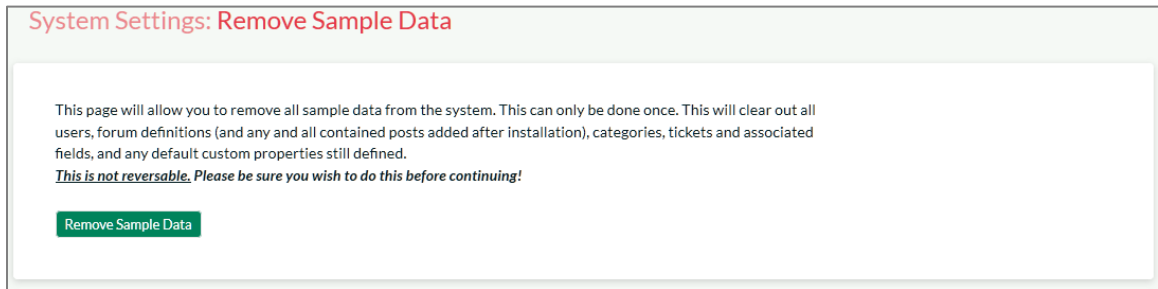 System Settings: Remove Sample Data
This page will allow you to remove all sample data from the system. This can only be done once. This will clear out all
users, forum definitions (and any and all contained posts added after installation), categories, tickets and associated
fields, and any default custom properties still defined.
This is not reversable. Please be sure you wish to do this before continuing!
Remove Sample Data